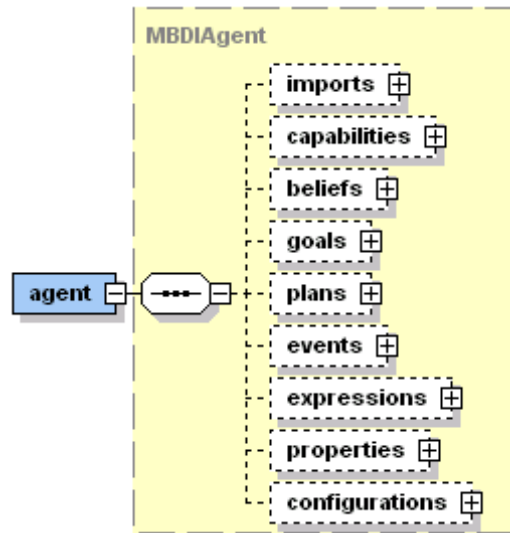 MBDIAgent
imports
capabilities
beliefs
goals
agent
plans
events
expressions
properties
configurations